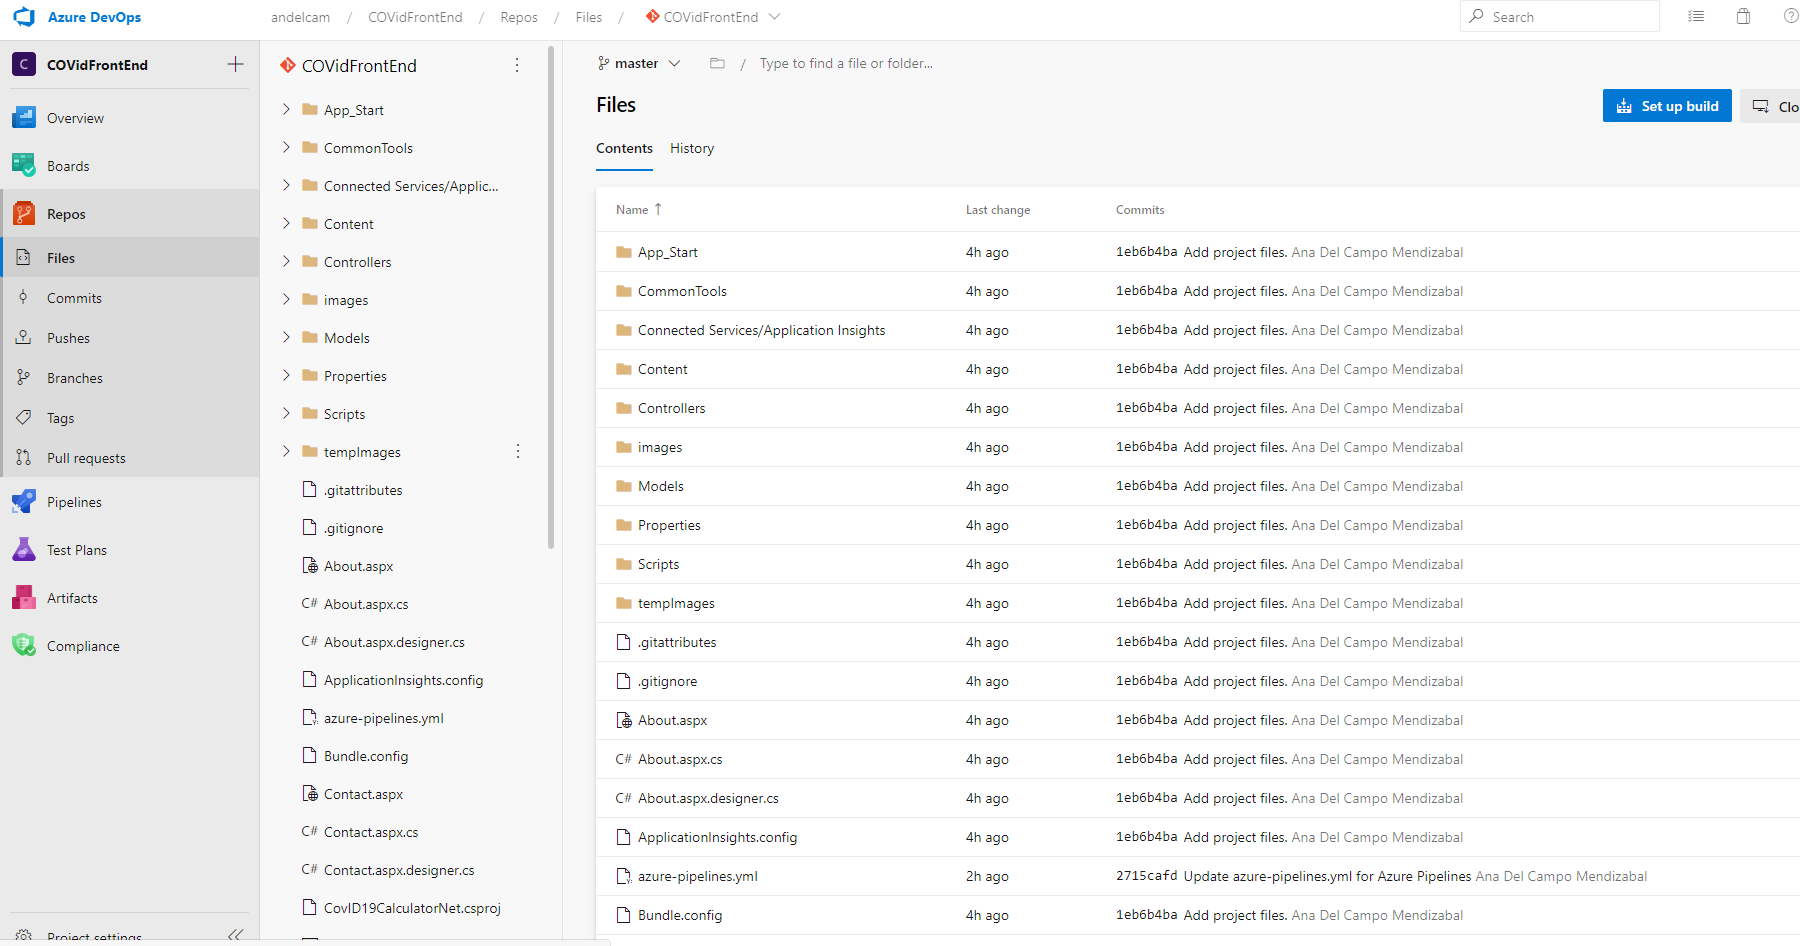 Azure DevOps
andelcam / COVidFrontEnd / Repos / Files / COVidFrontEnd
Search
C COVidFrontEnd
Overview
Boards
Repos
Files
Commits
Pushes
Branches
Tags
Pull requests
Pipelines
Test Plans
Artifacts
Compliance
Project settings
COVidFrontEnd
App_Start
CommonTools
Connected Services/Applic...
Content
Controllers
images
Models
Properties
Scripts
tempImages
.gitattributes
.gitignore
About.aspx
C# About.aspx.cs
C# About.aspx.designer.cs
ApplicationInsights.config
azure-pipelines.yml
Bundle.config
Contact.aspx
C# Contact.aspx.cs
C# Contact.aspx.designer.cs
CovID19CalculatorNet.csproj
master / Type to find a file or folder...
Files
Set up build
Clo
Contents History
Name Last change Commits
App_Start 4h ago 1eb6b4ba Add project files. Ana Del Campo Mendizabal
CommonTools 4h ago 1eb6b4ba Add project files. Ana Del Campo Mendizabal
Connected Services/Application Insights 4h ago 1eb6b4ba Add project files. Ana Del Campo Mendizabal
Content 4h ago 1eb6b4ba Add project files. Ana Del Campo Mendizabal
Controllers 4h ago 1eb6b4ba Add project files. Ana Del Campo Mendizabal
images 4h ago 1eb6b4ba Add project files. Ana Del Campo Mendizabal
Models 4h ago 1eb6b4ba Add project files. Ana Del Campo Mendizabal
Properties 4h ago 1eb6b4ba Add project files. Ana Del Campo Mendizabal
Scripts 4h ago 1eb6b4ba Add project files. Ana Del Campo Mendizabal
tempImages 4h ago 1eb6b4ba Add project files. Ana Del Campo Mendizabal
.gitattributes 4h ago 1eb6b4ba Add project files. Ana Del Campo Mendizabal
.gitignore 4h ago 1eb6b4ba Add project files. Ana Del Campo Mendizabal
About.aspx 4h ago 1eb6b4ba Add project files. Ana Del Campo Mendizabal
C# About.aspx.cs 4h ago 1eb6b4ba Add project files. Ana Del Campo Mendizabal
C# About.aspx.designer.cs 4h ago 1eb6b4ba Add project files. Ana Del Campo Mendizabal
ApplicationInsights.config 4h ago 1eb6b4ba Add project files. Ana Del Campo Mendizabal
azure-pipelines.yml 2h ago 2715cafd Update azure-pipelines.yml for Azure Pipelines Ana Del Campo Mendizabal
Bundle.config 4h ago 1eb6b4ba Add project files. Ana Del Campo Mendizabal